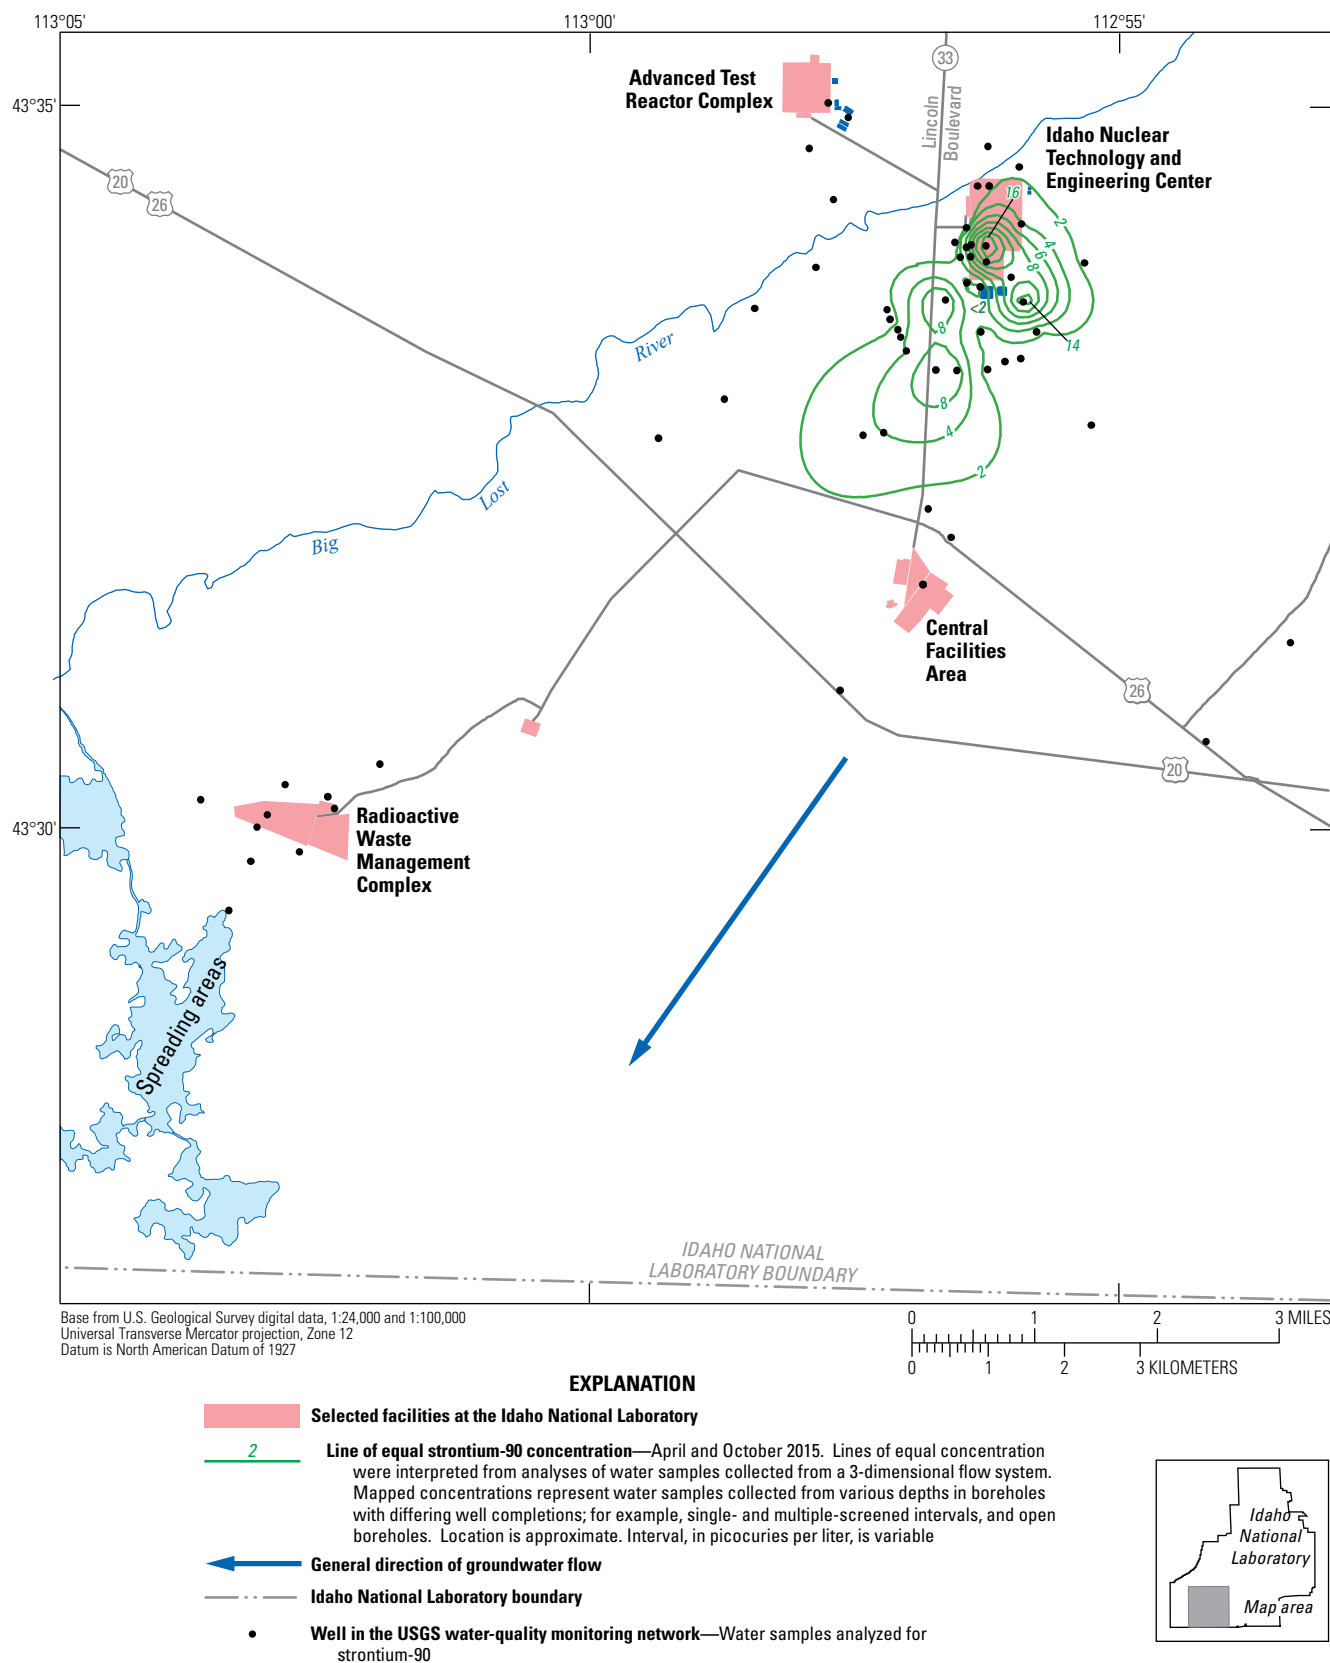 113°05'
113°00'
112°55'
43°35'
43°30'
Advanced Test
Reactor Complex
33
Lincoln
Boulevard
Idaho Nuclear
Technology and
Engineering Center
20
26
16
2
4
6
8
<2
14
8
8
4
2
River
Lost
Big
Central
Facilities
Area
26
20
Radioactive
Waste
Management
Complex
Spreading areas
IDAHO NATIONAL
LABORATORY BOUNDARY
Base from U.S. Geological Survey digital data, 1:24,000 and 1:100,000
Universal Transverse Mercator projection, Zone 12
Datum is North American Datum of 1927
0 1 2 3 MILES
0 1 2 3 KILOMETERS
EXPLANATION
Selected facilities at the Idaho National Laboratory
2
Line of equal strontium-90 concentration—April and October 2015. Lines of equal concentration
were interpreted from analyses of water samples collected from a 3-dimensional flow system.
Mapped concentrations represent water samples collected from various depths in boreholes
with differing well completions; for example, single- and multiple-screened intervals, and open
boreholes. Location is approximate. Interval, in picocuries per liter, is variable
General direction of groundwater flow
Idaho National Laboratory boundary
Well in the USGS water-quality monitoring network—Water samples analyzed for
strontium-90
Idaho
National
Laboratory
Map area